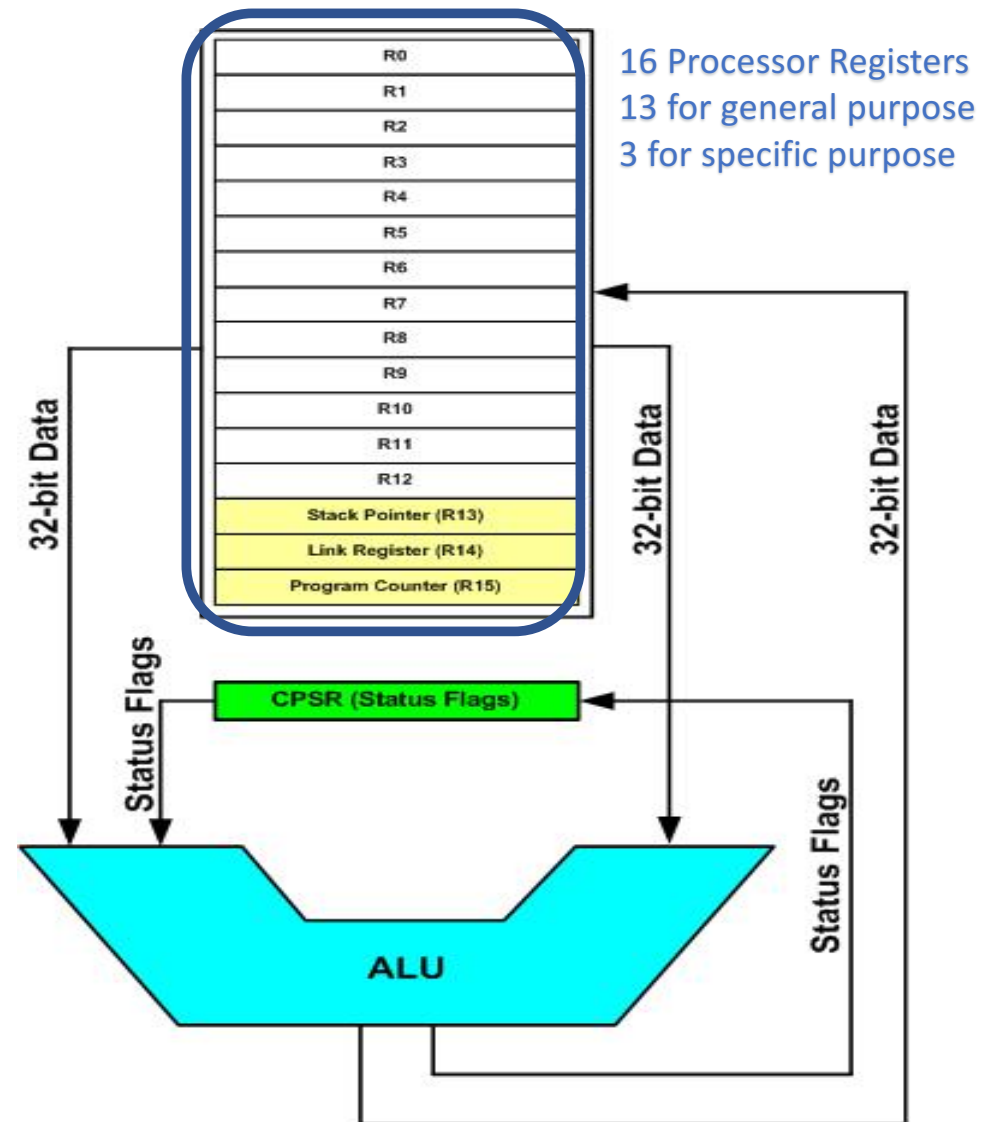 R0
R1
R2
R3
R4
R5
R6
R7
R8
R9
R10
R11
R12
Stack Pointer (R13)
Link Register (R14)
Program Counter (R15)
16 Processor Registers
13 for general purpose
3 for specific purpose
32-bit Data
32-bit Data
32-bit Data
CPSR (Status Flags)
Status Flags
Status Flags
ALU